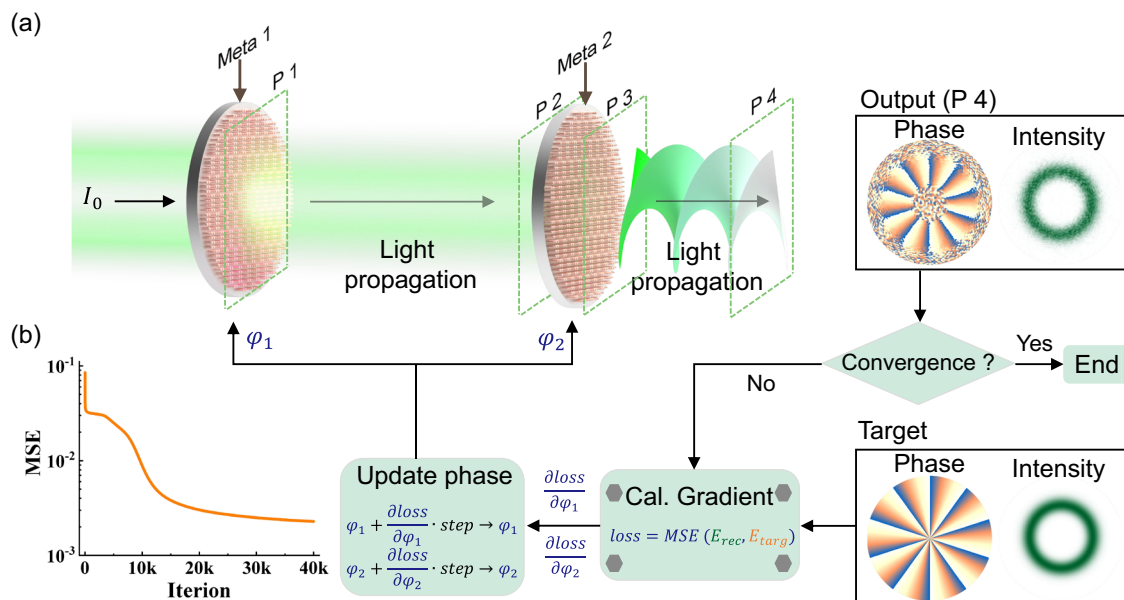 (a)
Meta 1
P 1
Meta 2
P 2
P 3
P 4
I₀
Light
propagation
Light
propagation
φ₁
φ₂
Output (P 4)
Phase
Intensity
Convergence ?
Yes
End
No
(b)
10⁻¹
10⁻²
10⁻³
MSE
0
10k
20k
30k
40k
Iterion
Update phase
φ₁ + ∂loss/∂φ₁ · step → φ₁
φ₂ + ∂loss/∂φ₂ · step → φ₂
∂loss/∂φ₁
∂loss/∂φ₂
Cal. Gradient
loss = MSE (E_rec, E_targ)
Target
Phase
Intensity